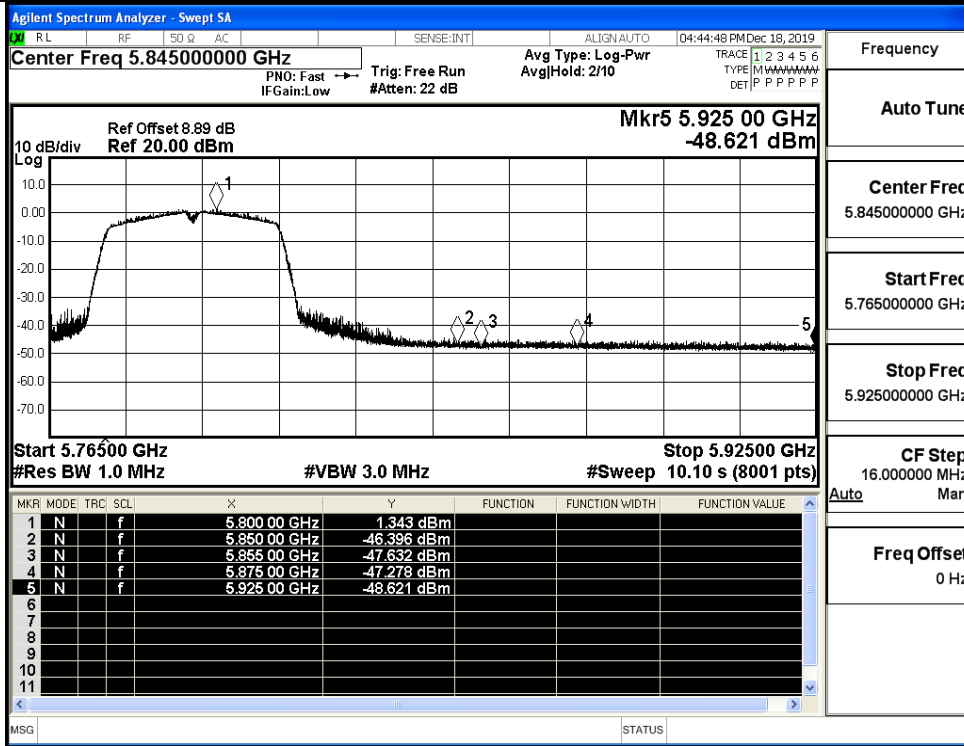 Agilent Spectrum Analyzer - Swept SA
LXI RL RF 50 Ω AC SENSE:INT ALIGN AUTO 04:44:48 PM Dec 18, 2019
Center Freq 5.845000000 GHz
PNO: Fast
IFGain:Low
Trig: Free Run
#Atten: 22 dB
Avg Type: Log-Pwr
Avg|Hold: 2/10
TRACE 1 2 3 4 5 6
TYPE M WWWWW
DET P P P P P P
Frequency
Auto Tune
Mkr5 5.925 00 GHz
-48.621 dBm
Ref Offset 8.89 dB
10 dB/div Ref 20.00 dBm
Log
10.0
0.00
-10.0
-20.0
-30.0
-40.0
-50.0
-60.0
-70.0
1
2
3
4
5
Center Freq
5.845000000 GHz
Start Freq
5.765000000 GHz
Stop Freq
5.925000000 GHz
Start 5.76500 GHz Stop 5.92500 GHz
#Res BW 1.0 MHz #VBW 3.0 MHz #Sweep 10.10 s (8001 pts)
CF Step
16.000000 MHz
Auto Man
MKR MODE TRC SCL X Y FUNCTION FUNCTION WIDTH FUNCTION VALUE
1 N f 5.800 00 GHz 1.343 dBm
2 N f 5.850 00 GHz -46.396 dBm
3 N f 5.855 00 GHz -47.632 dBm
4 N f 5.875 00 GHz -47.278 dBm
5 N f 5.925 00 GHz -48.621 dBm
6
7
8
9
10
11
Freq Offset
0 Hz
MSG STATUS